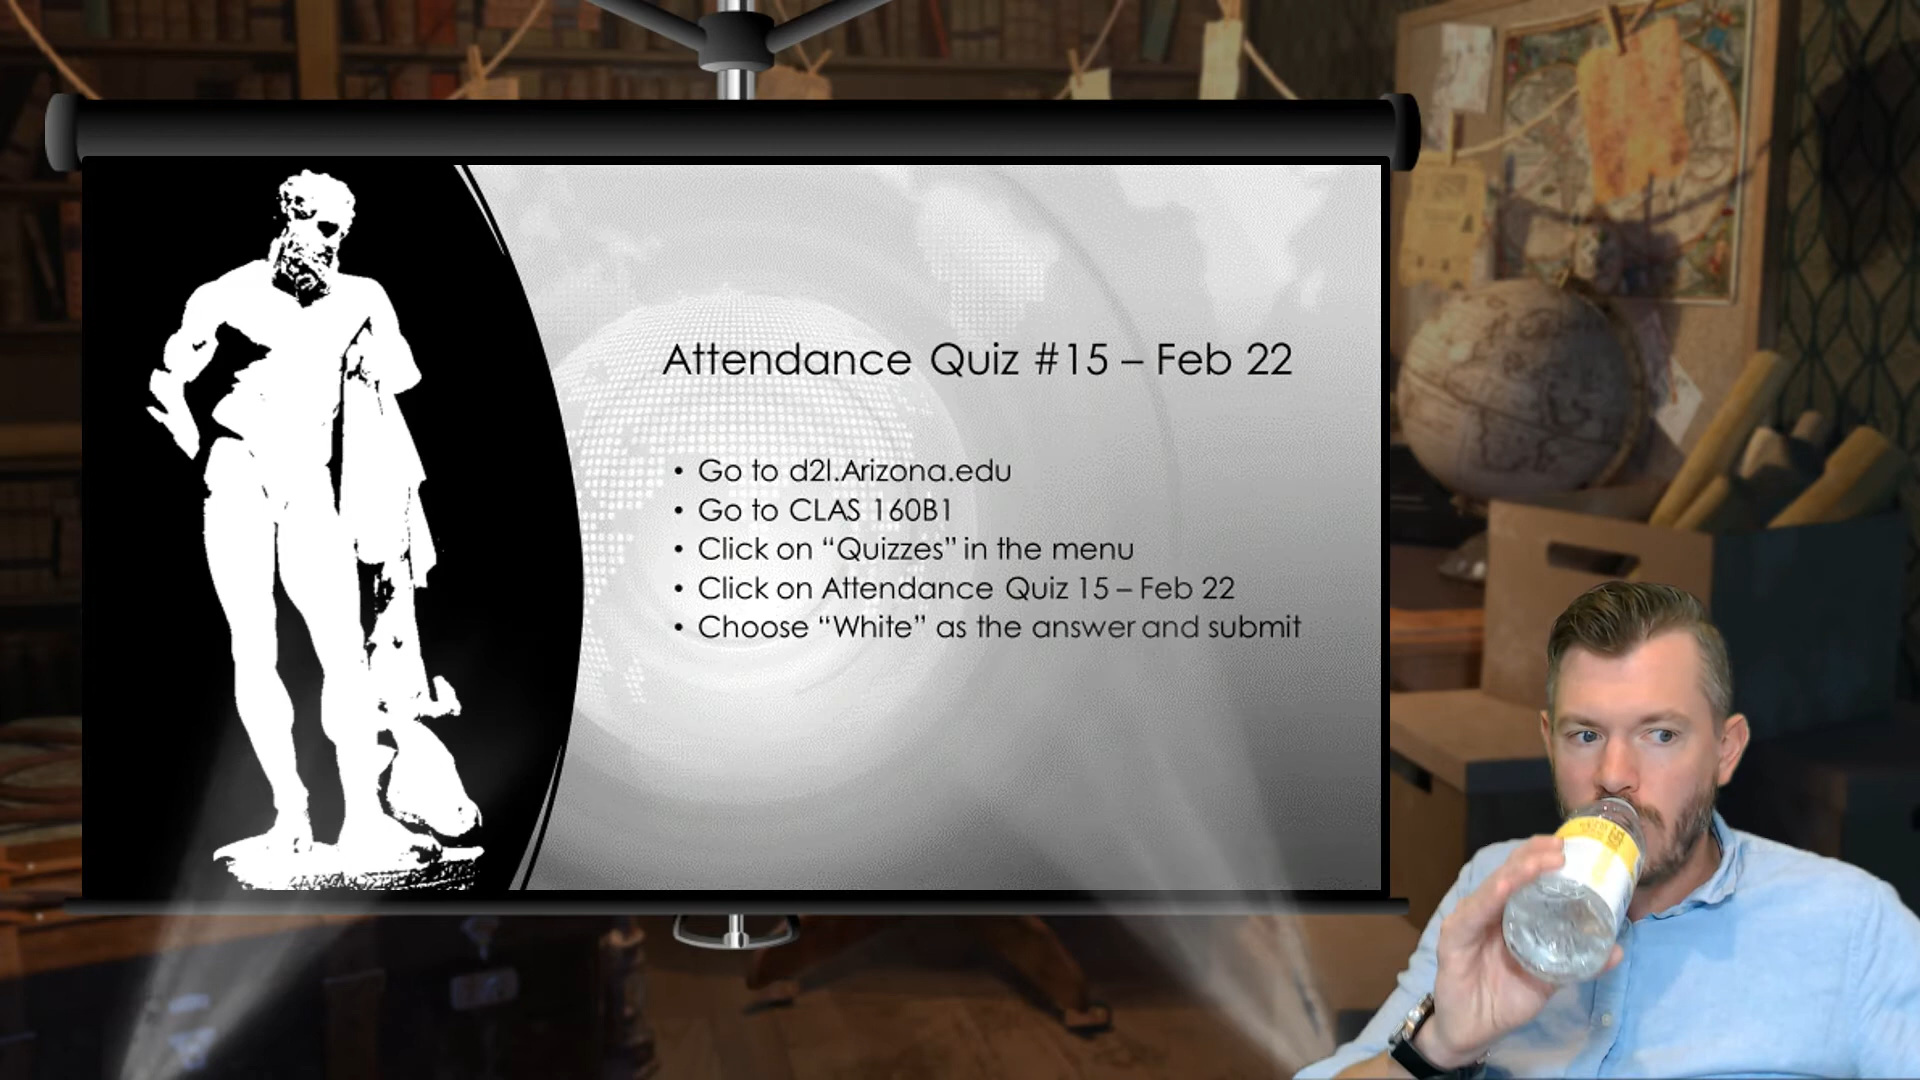 Attendance Quiz #15 – Feb 22
• Go to d2l.Arizona.edu
• Go to CLAS 160B1
• Click on “Quizzes” in the menu
• Click on Attendance Quiz 15 – Feb 22
• Choose “White” as the answer and submit